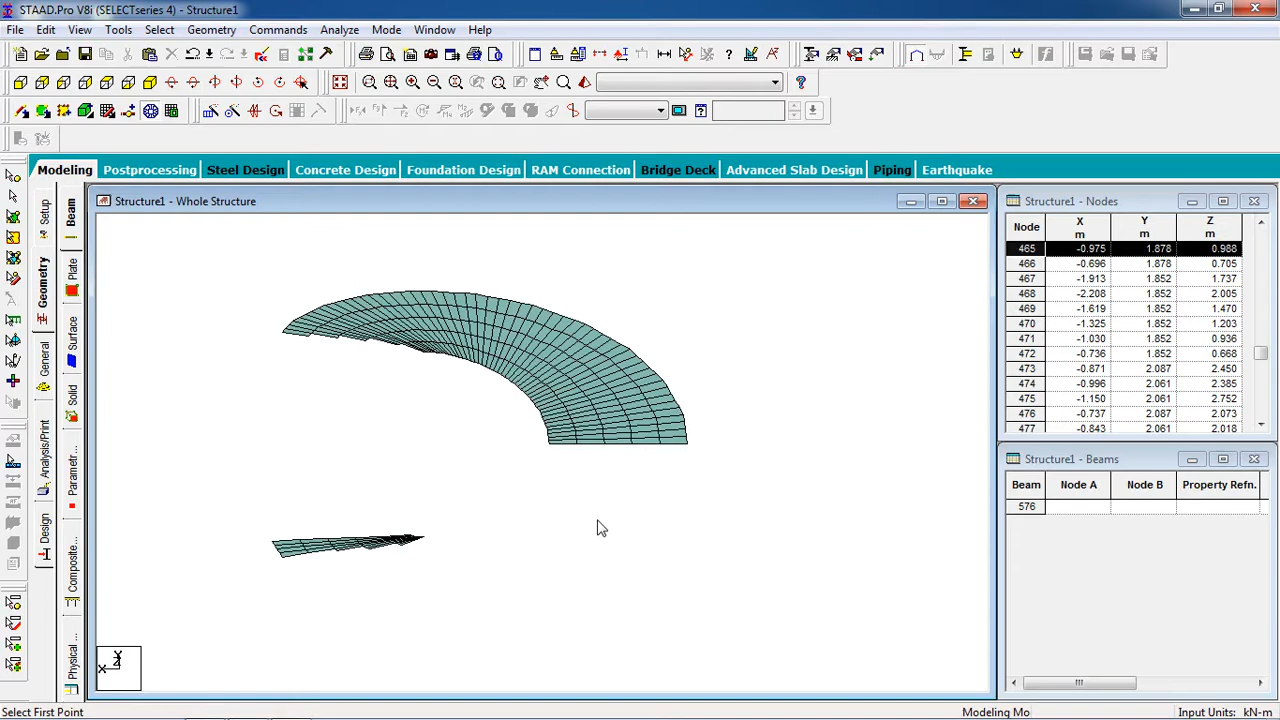 STAAD.Pro V8i (SELECTseries 4) - Structure1
File Edit View Tools Select Geometry Commands Analyze Mode Window Help
Modeling Postprocessing Steel Design Concrete Design Foundation Design RAM Connection Bridge Deck Advanced Slab Design Piping Earthquake
Setup
Geometry
General
Analysis/Print
Design
Beam
Plate
Surface
Solid
Parametr...
Composite...
Physical ...
Structure1 - Whole Structure
Y
Z
X
Structure1 - Nodes
Node X Y Z
m m m
465 -0.975 1.878 0.988
466 -0.696 1.878 0.705
467 -1.913 1.852 1.737
468 -2.208 1.852 2.005
469 -1.619 1.852 1.470
470 -1.325 1.852 1.203
471 -1.030 1.852 0.936
472 -0.736 1.852 0.668
473 -0.871 2.087 2.450
474 -0.996 2.061 2.385
475 -1.150 2.061 2.752
476 -0.737 2.087 2.073
477 -0.843 2.061 2.018
Structure1 - Beams
Beam Node A Node B Property Refn.
576
Select First Point
Modeling Mo
Input Units: kN-m